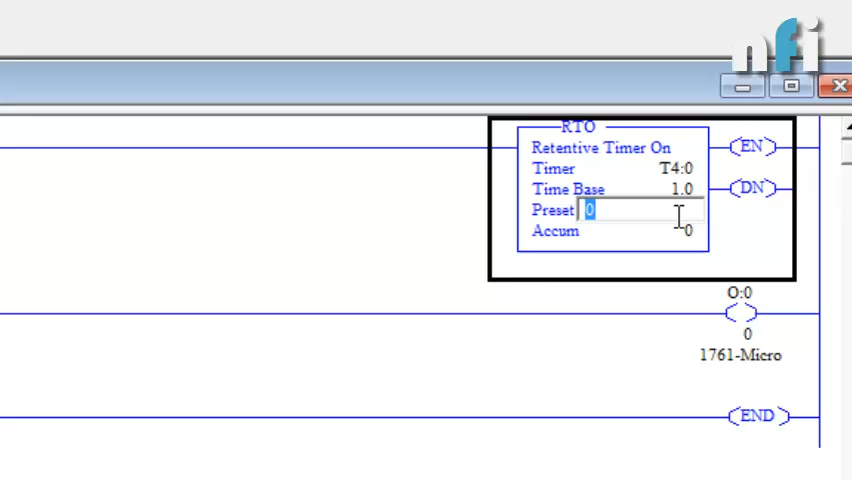 nfi
RTO
Retentive Timer On
Timer T4:0
Time Base 1.0
Preset 0
Accum 0
EN
DN
O:0
0
1761-Micro
END